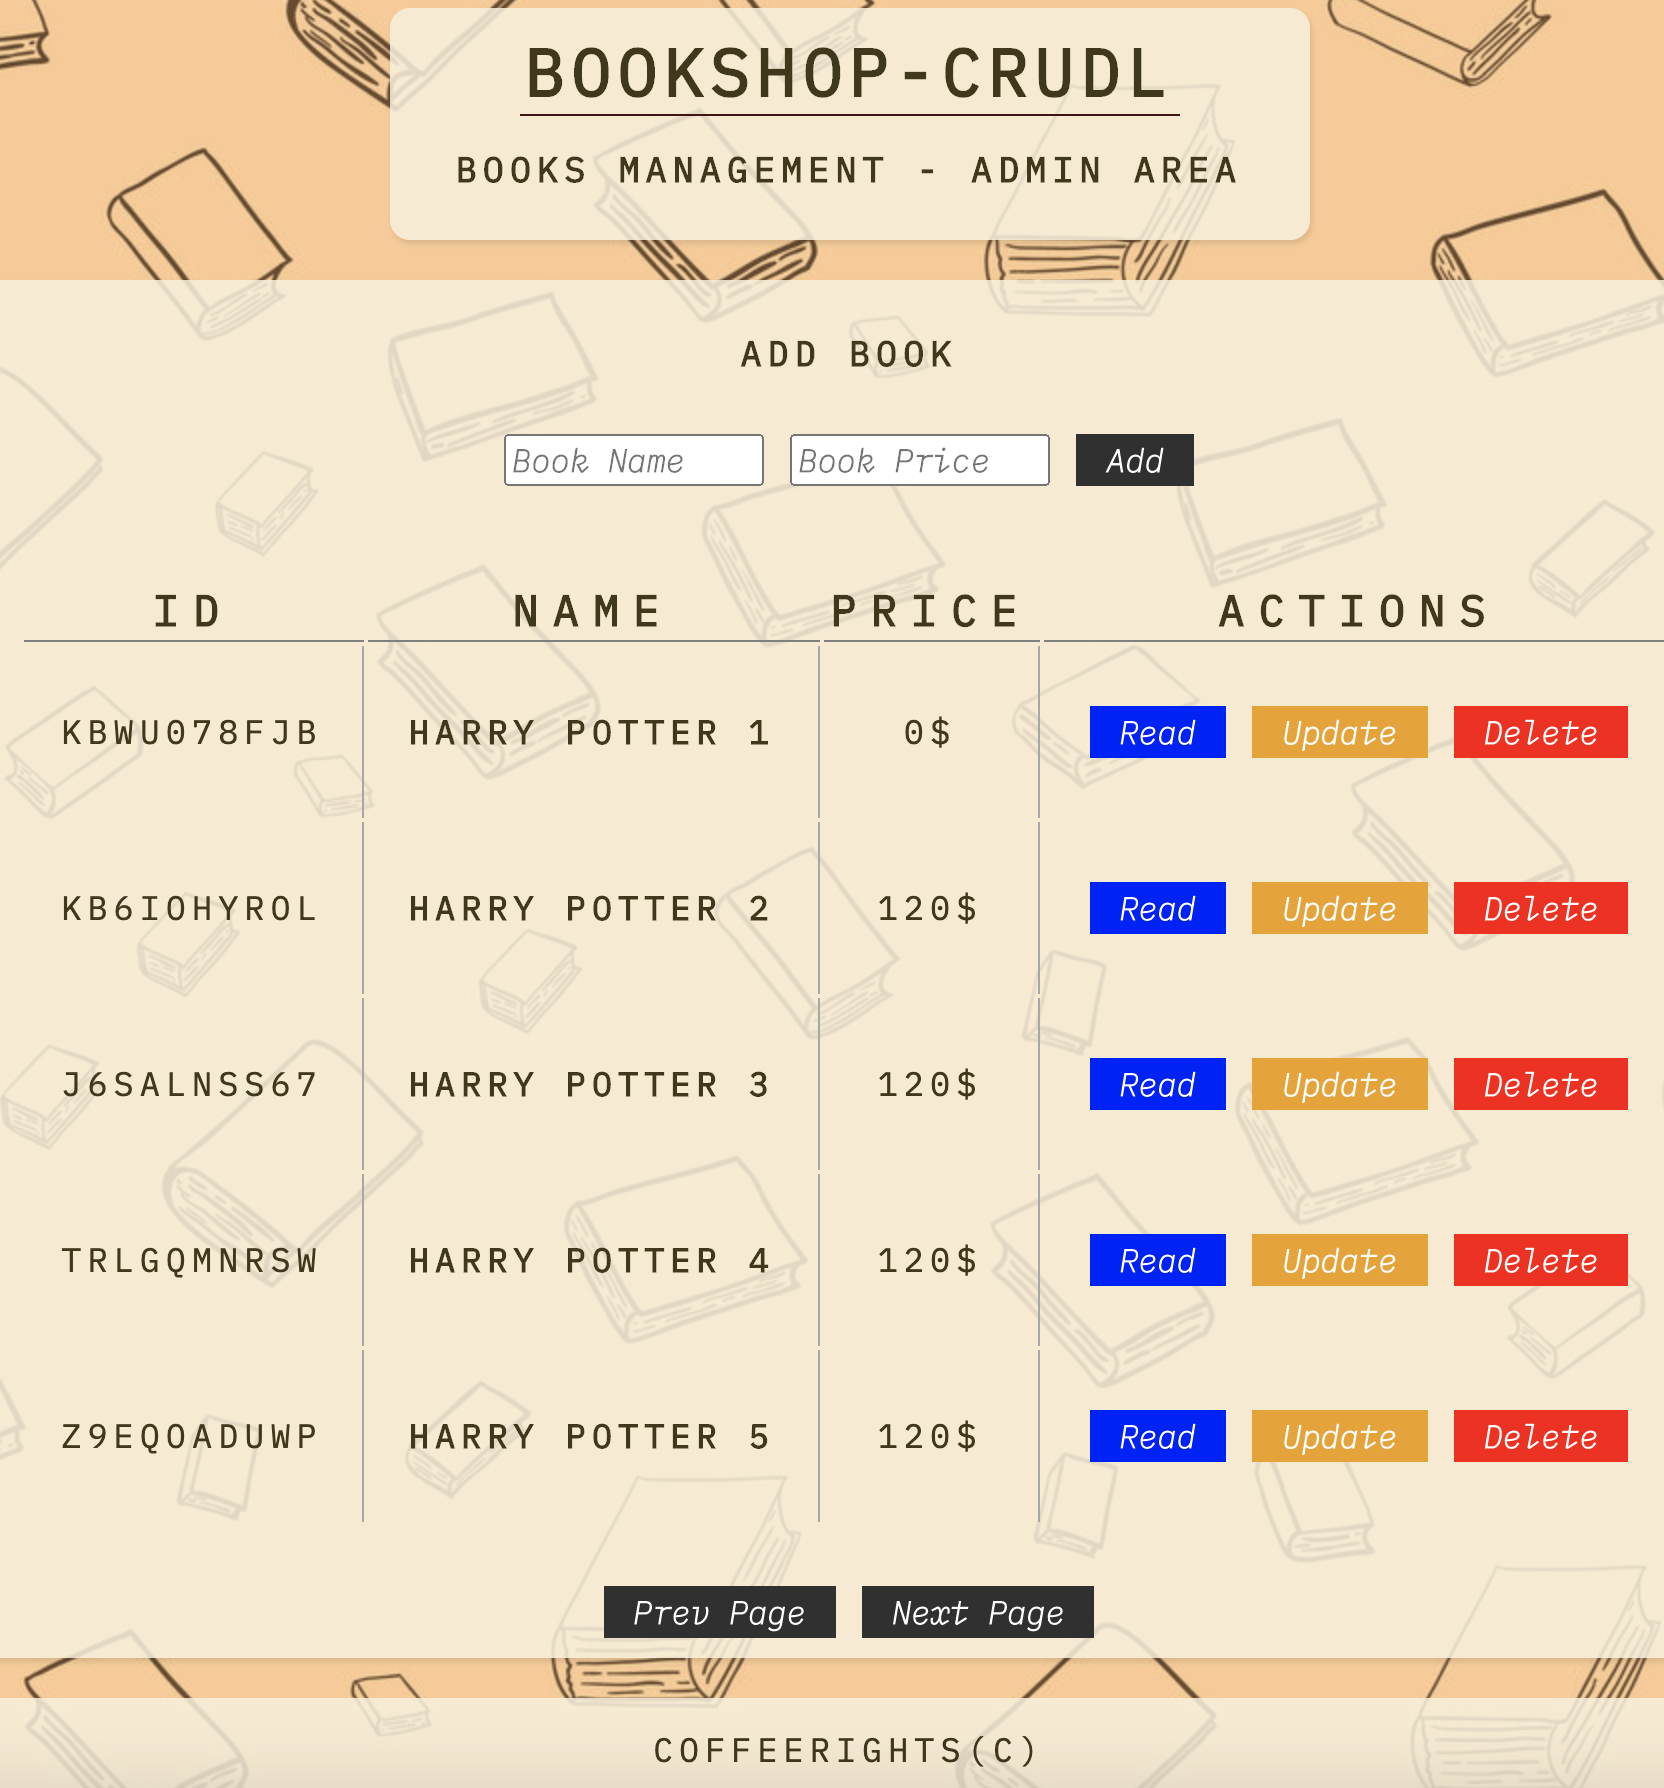 BOOKSHOP-CRUDL
BOOKS MANAGEMENT - ADMIN AREA
ADD BOOK
Book Name Book Price Add
ID NAME PRICE ACTIONS
KBWU078FJB HARRY POTTER 1 0$ Read Update Delete
KB6IOHYROL HARRY POTTER 2 120$ Read Update Delete
J6SALNSS67 HARRY POTTER 3 120$ Read Update Delete
TRLGQMNRSW HARRY POTTER 4 120$ Read Update Delete
Z9EQOADUWP HARRY POTTER 5 120$ Read Update Delete
Prev Page Next Page
COFFEERIGHTS(C)